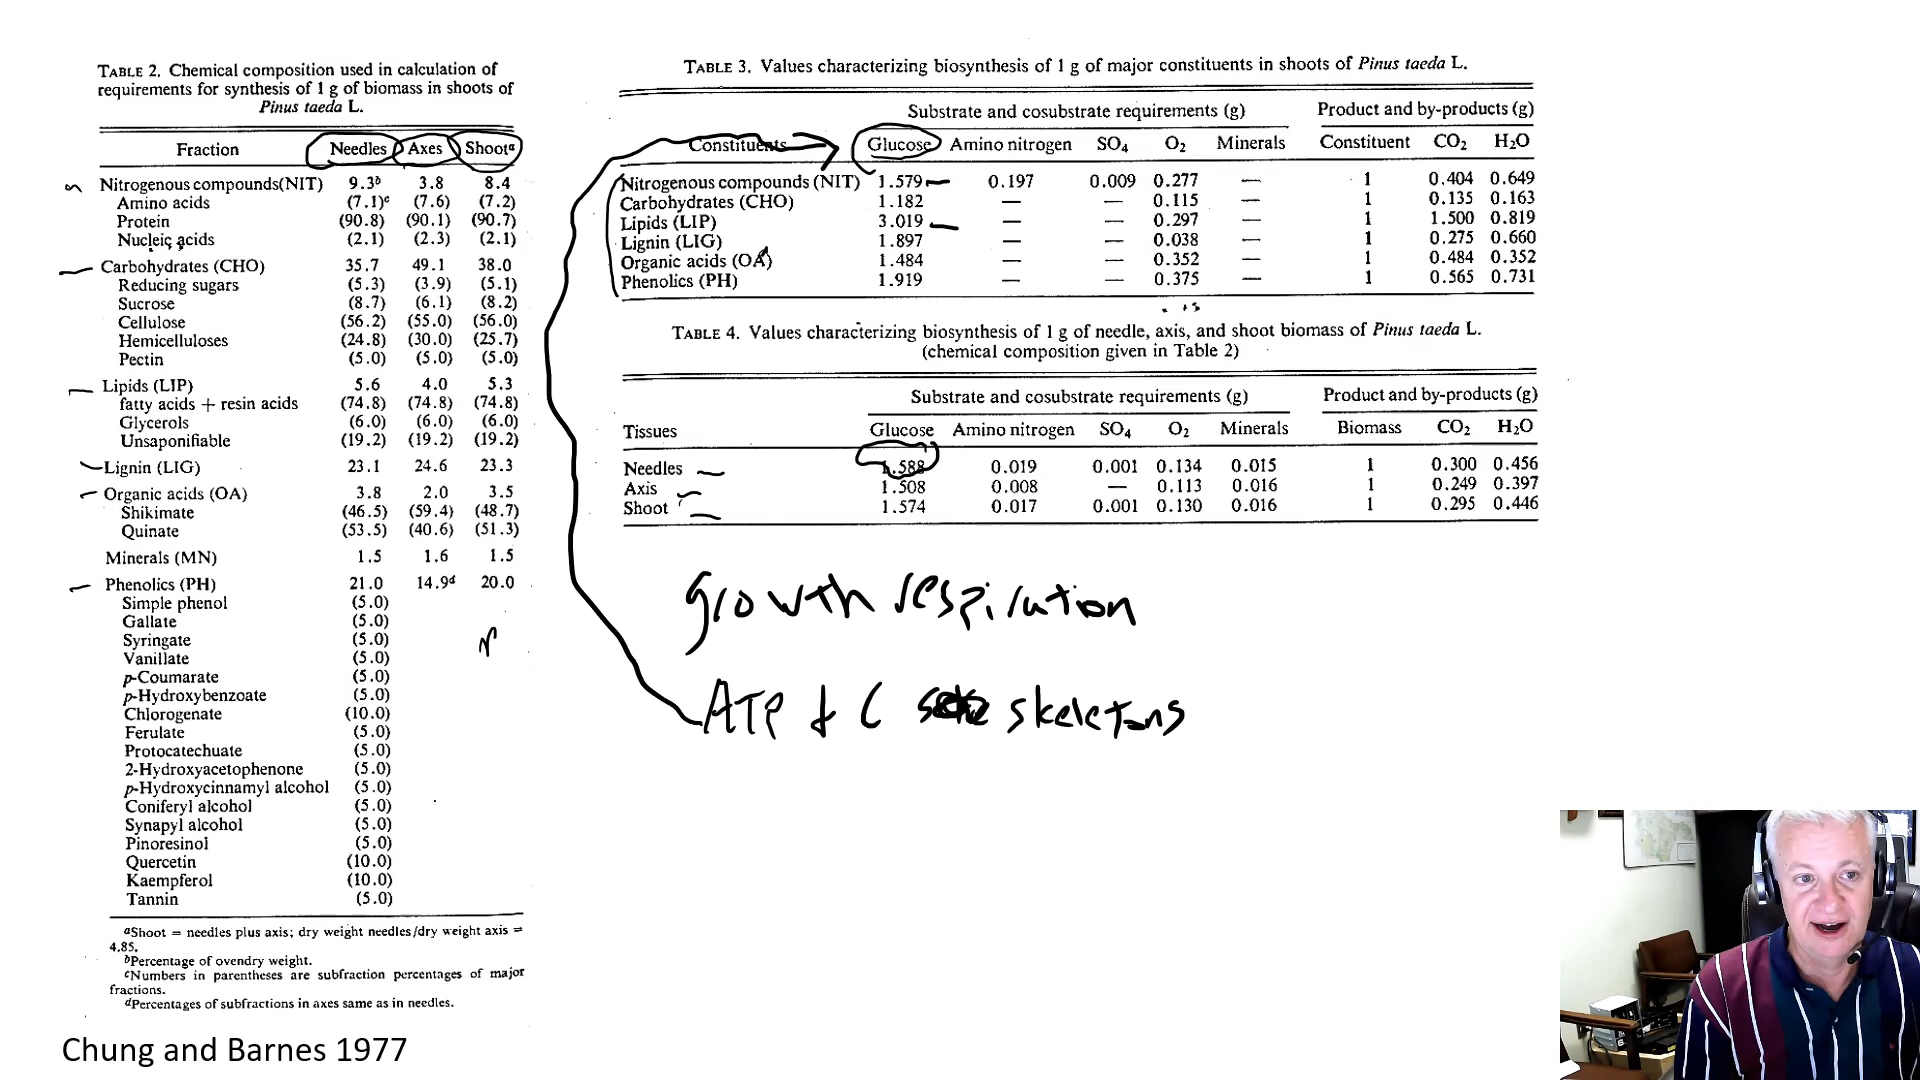 TABLE 2. Chemical composition used in calculation of
requirements for synthesis of 1 g of biomass in shoots of
Pinus taeda L.
Fraction Needles Axes Shootᵃ
Nitrogenous compounds(NIT) 9.3ᵇ 3.8 8.4
Amino acids (7.1)ᶜ (7.6) (7.2)
Protein (90.8) (90.1) (90.7)
Nucleic acids (2.1) (2.3) (2.1)
Carbohydrates (CHO) 35.7 49.1 38.0
Reducing sugars (5.3) (3.9) (5.1)
Sucrose (8.7) (6.1) (8.2)
Cellulose (56.2) (55.0) (56.0)
Hemicelluloses (24.8) (30.0) (25.7)
Pectin (5.0) (5.0) (5.0)
Lipids (LIP) 5.6 4.0 5.3
fatty acids + resin acids (74.8) (74.8) (74.8)
Glycerols (6.0) (6.0) (6.0)
Unsaponifiable (19.2) (19.2) (19.2)
Lignin (LIG) 23.1 24.6 23.3
Organic acids (OA) 3.8 2.0 3.5
Shikimate (46.5) (59.4) (48.7)
Quinate (53.5) (40.6) (51.3)
Minerals (MN) 1.5 1.6 1.5
Phenolics (PH) 21.0 14.9ᵈ 20.0
Simple phenol (5.0)
Gallate (5.0)
Syringate (5.0)
Vanillate (5.0)
p-Coumarate (5.0)
p-Hydroxybenzoate (5.0)
Chlorogenate (10.0)
Ferulate (5.0)
Protocatechuate (5.0)
2-Hydroxyacetophenone (5.0)
p-Hydroxycinnamyl alcohol (5.0)
Coniferyl alcohol (5.0)
Synapyl alcohol (5.0)
Pinoresinol (5.0)
Quercetin (10.0)
Kaempferol (10.0)
Tannin (5.0)
ᵃShoot = needles plus axis; dry weight needles/dry weight axis =
4.85.
ᵇPercentage of ovendry weight.
ᶜNumbers in parentheses are subfraction percentages of major
fractions.
ᵈPercentages of subfractions in axes same as in needles.
Chung and Barnes 1977
TABLE 3. Values characterizing biosynthesis of 1 g of major constituents in shoots of Pinus taeda L.
Substrate and cosubstrate requirements (g) Product and by-products (g)
Constituents Glucose Amino nitrogen SO₄ O₂ Minerals Constituent CO₂ H₂O
Nitrogenous compounds (NIT) 1.579 0.197 0.009 0.277 — 1 0.404 0.649
Carbohydrates (CHO) 1.182 — — 0.115 — 1 0.135 0.163
Lipids (LIP) 3.019 — — 0.297 — 1 1.500 0.819
Lignin (LIG) 1.897 — — 0.038 — 1 0.275 0.660
Organic acids (OA) 1.484 — — 0.352 — 1 0.484 0.352
Phenolics (PH) 1.919 — — 0.375 — 1 0.565 0.731
TABLE 4. Values characterizing biosynthesis of 1 g of needle, axis, and shoot biomass of Pinus taeda L.
(chemical composition given in Table 2)
Substrate and cosubstrate requirements (g) Product and by-products (g)
Tissues Glucose Amino nitrogen SO₄ O₂ Minerals Biomass CO₂ H₂O
Needles 1.588 0.019 0.001 0.134 0.015 1 0.300 0.456
Axis 1.508 0.008 — 0.113 0.016 1 0.249 0.397
Shoot 1.574 0.017 0.001 0.130 0.016 1 0.295 0.446
growth respiration
ATP & C skeletons